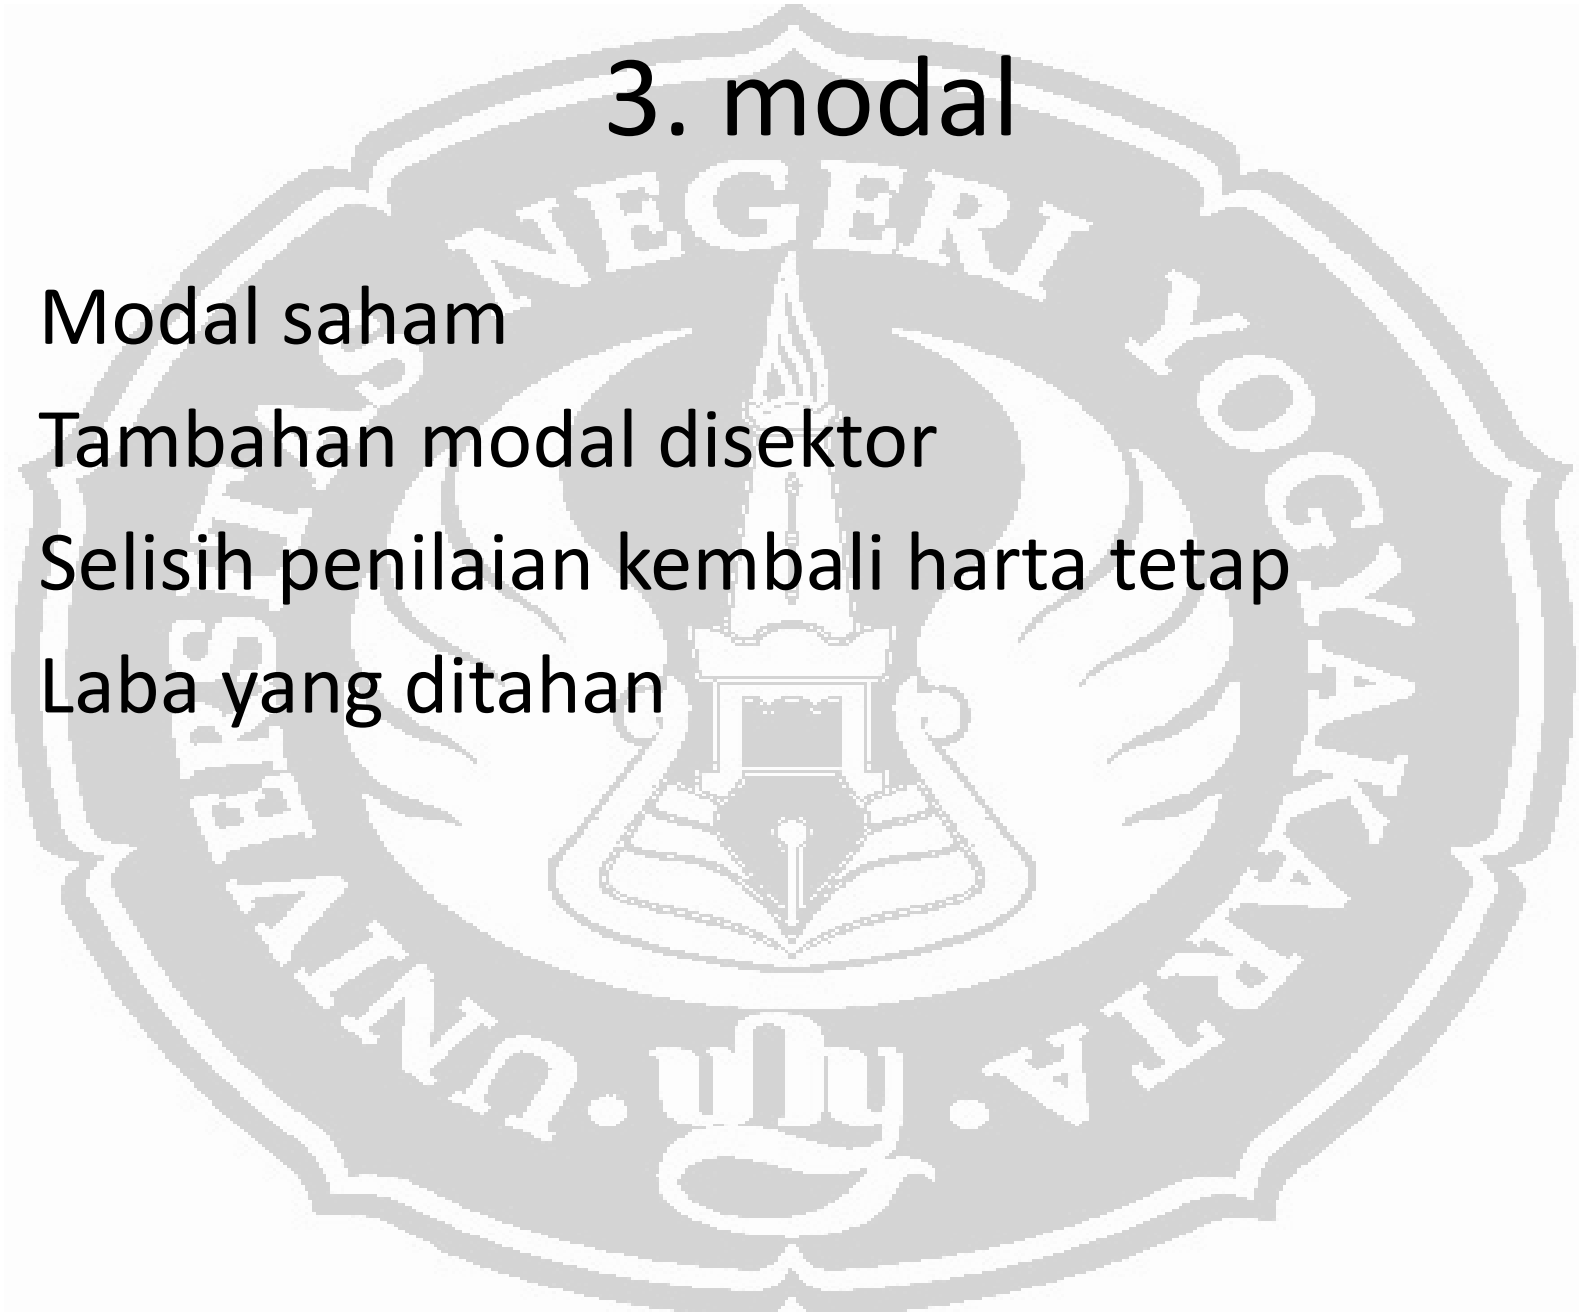 3. modal
Modal saham
Tambahan modal disektor
Selisih penilaian kembali harta tetap
Laba yang ditahan
UNIVERSITAS NEGERI YOGYAKARTA
uny